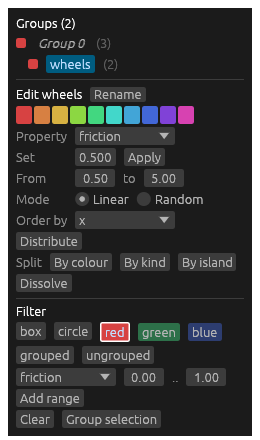 Groups (2)
Group 0 (3)
wheels (2)
Edit wheels Rename
Property friction
Set 0.500 Apply
From 0.50 to 5.00
Mode Linear Random
Order by x
Distribute
Split By colour By kind By island
Dissolve
Filter
box circle red green blue
grouped ungrouped
friction 0.00 .. 1.00
Add range
Clear Group selection